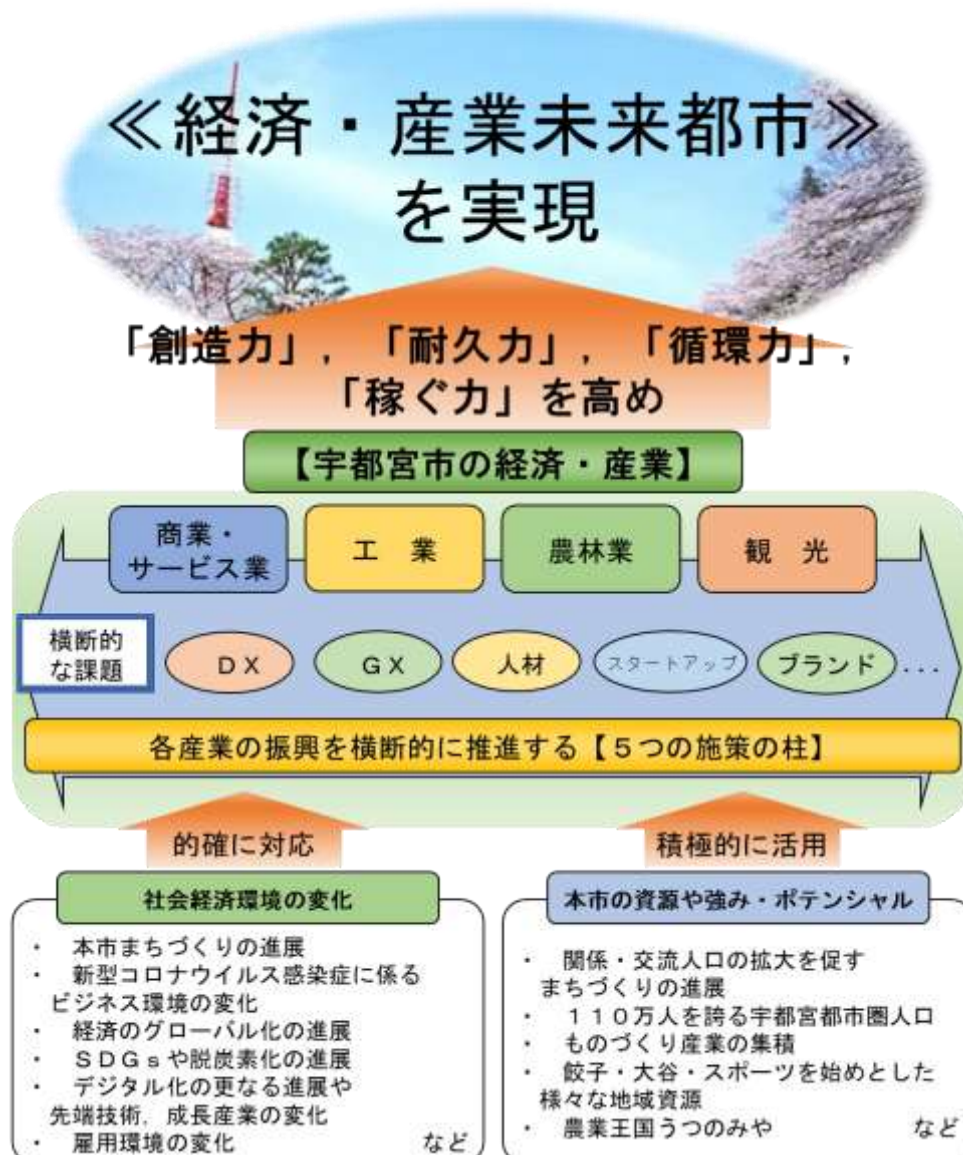 ≪経済・産業未来都市≫
を実現
「創造力」，「耐久力」，「循環力」，
「稼ぐ力」を高め
【宇都宮市の経済・産業】
商業・
サービス業
工　業
農林業
観　光
横断的
な課題
ＤＸ
ＧＸ
人材
スタートアップ
ブランド
...
各産業の振興を横断的に推進する【５つの施策の柱】
的確に対応
積極的に活用
社会経済環境の変化
・　本市まちづくりの進展
・　新型コロナウイルス感染症に係る
ビジネス環境の変化
・　経済のグローバル化の進展
・　ＳＤＧｓや脱炭素化の進展
・　デジタル化の更なる進展や
先端技術，成長産業の変化
・　雇用環境の変化　など
本市の資源や強み・ポテンシャル
・　関係・交流人口の拡大を促す
まちづくりの進展
・　１１０万人を誇る宇都宮都市圏人口
・　ものづくり産業の集積
・　餃子・大谷・スポーツを始めとした
様々な地域資源
・　農業王国うつのみや　など